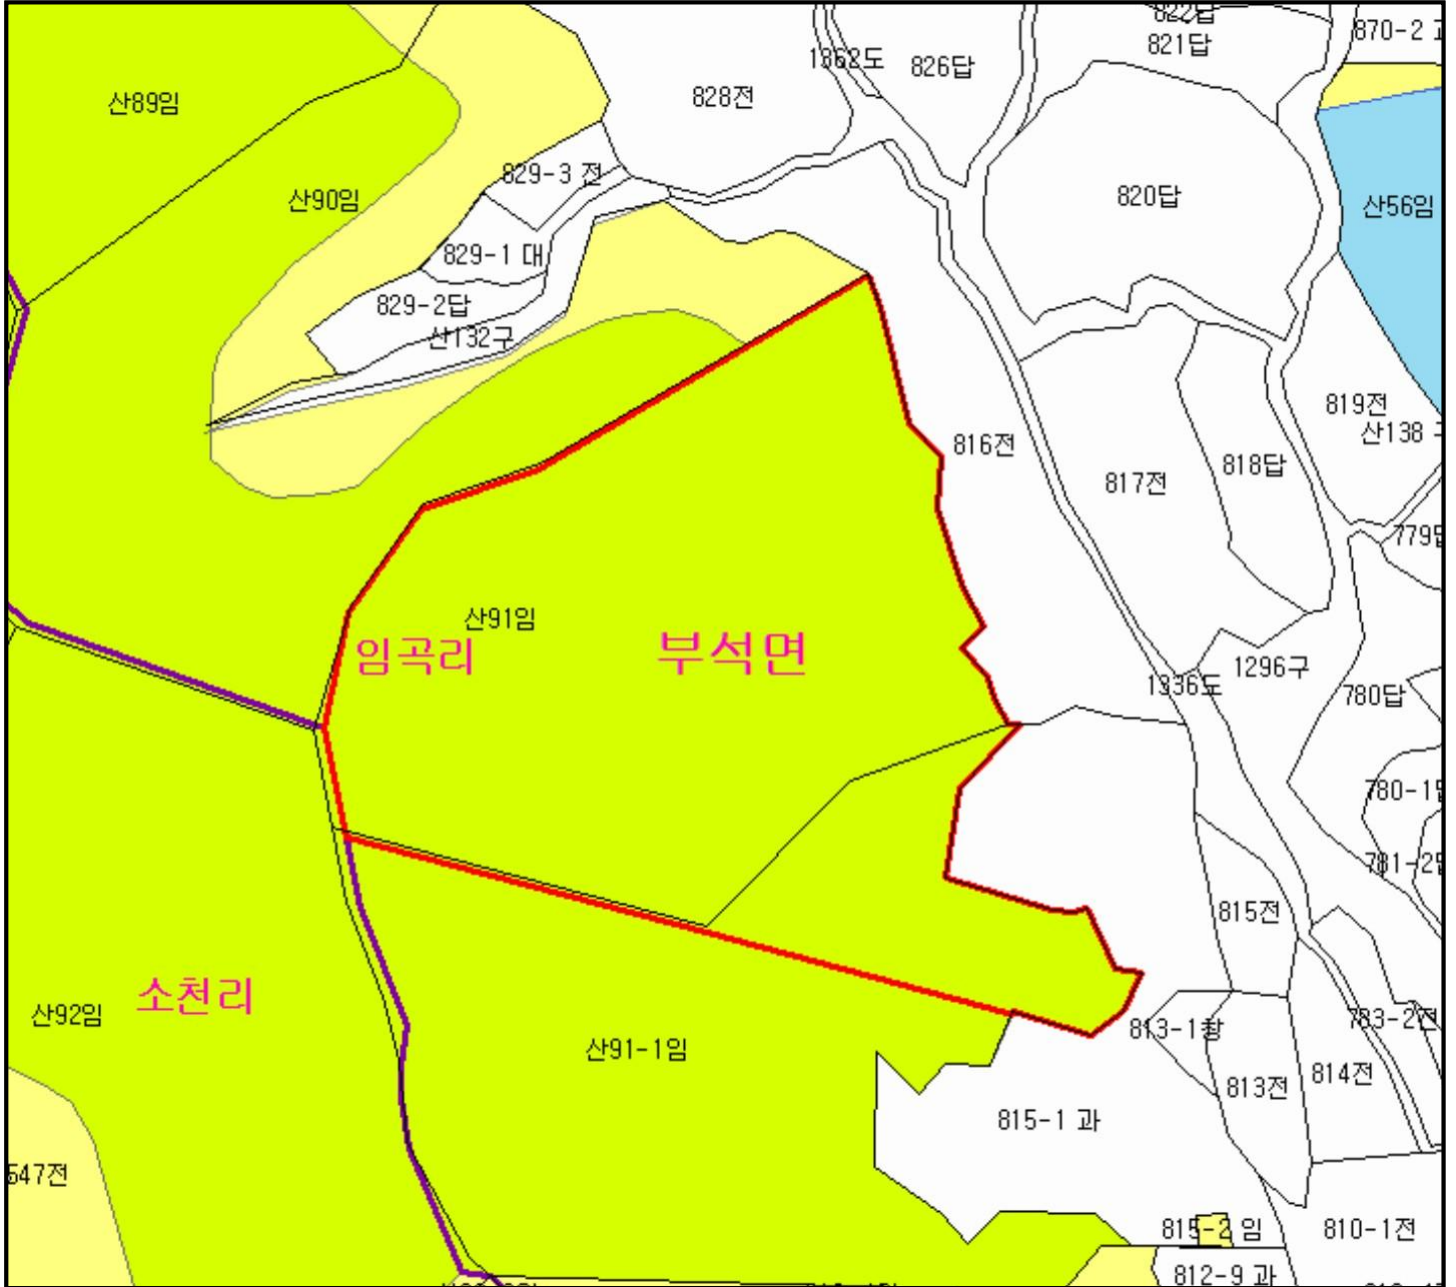 822답
1362도
826답
821답
870-2
산89임
828전
829-3 전
산90임
820답
산56임
829-1 대
829-2답
산132구
819전
816전
산138
818답
817전
779
산91임
임곡리
부석면
1296구
1336도
780답
780-1
781-2
815전
소천리
산92임
783-2전
813-1창
산91-1임
814전
813전
815-1 과
547전
815-2 임
810-1전
812-9 과